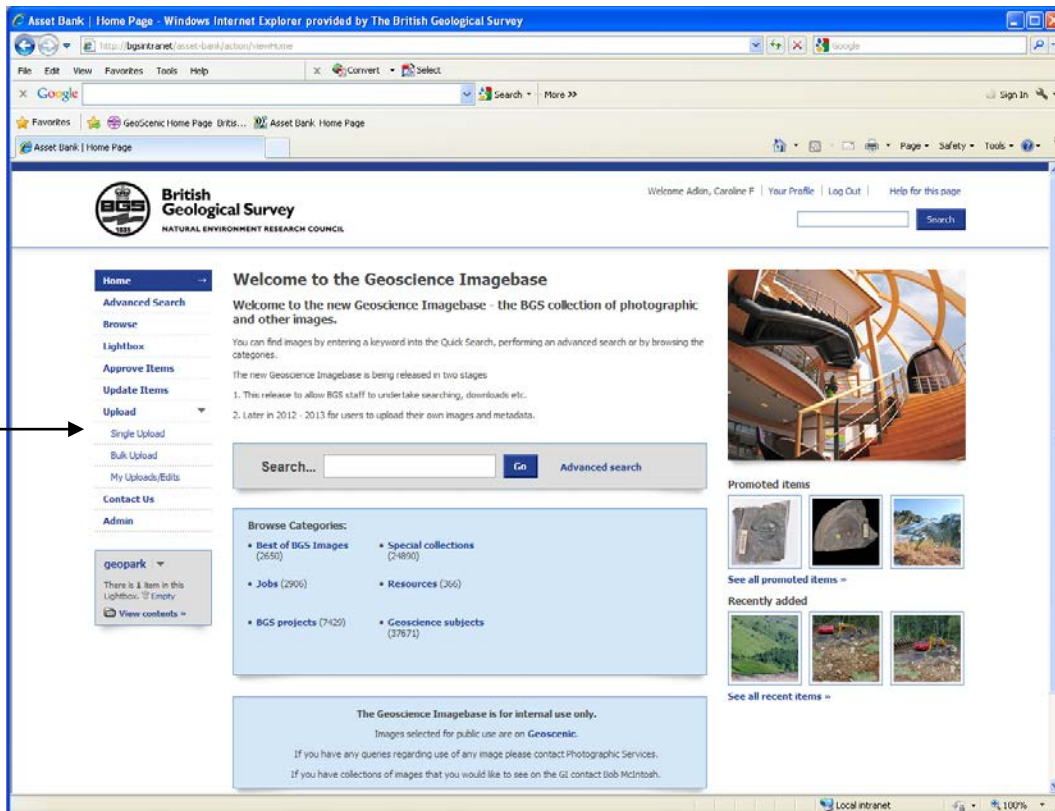 Asset Bank | Home Page - Windows Internet Explorer provided by The British Geological Survey
http://bgsintranet/asset-bank/action/viewHome
Google
File Edit View Favorites Tools Help
x Convert Select
x Google
Search More >>
Sign In
Favorites GeoScenic Home Page Britis... Asset Bank Home Page
Asset Bank | Home Page
Page Safety Tools
BGS
1835
British
Geological Survey
NATURAL ENVIRONMENT RESEARCH COUNCIL
Welcome Adkin, Caroline F | Your Profile | Log Out | Help for this page
Search
Home →
Advanced Search
Browse
Lightbox
Approve Items
Update Items
Upload
Single Upload
Bulk Upload
My Uploads/Edits
Contact Us
Admin
geopark
There is 1 item in this
Lightbox. Empty
View contents »
Welcome to the Geoscience Imagebase
Welcome to the new Geoscience Imagebase - the BGS collection of photographic
and other images.
You can find images by entering a keyword into the Quick Search, performing an advanced search or by browsing the
categories.
The new Geoscience Imagebase is being released in two stages
1. This release to allow BGS staff to undertake searching, downloads etc.
2. Later in 2012 - 2013 for users to upload their own images and metadata.
Search... Go Advanced search
Browse Categories:
• Best of BGS Images
(2650)
• Special collections
(24890)
• Jobs (2906)
• Resources (366)
• BGS projects (7429)
• Geoscience subjects
(37671)
The Geoscience Imagebase is for internal use only.
Images selected for public use are on Geoscenic.
If you have any queries regarding use of any image please contact Photographic Services.
If you have collections of images that you would like to see on the GI contact Bob McIntosh.
Promoted items
See all promoted items »
Recently added
See all recent items »
Local intranet
100%